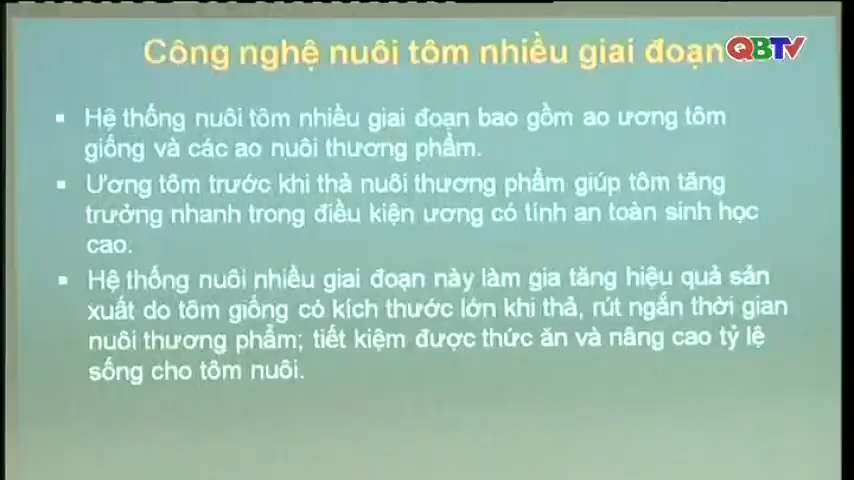 Công nghệ nuôi tôm nhiều giai đoạn
QBTV
▪ Hệ thống nuôi tôm nhiều giai đoạn bao gồm ao ương tôm
giống và các ao nuôi thương phẩm.
▪ Ương tôm trước khi thả nuôi thương phẩm giúp tôm tăng
trưởng nhanh trong điều kiện ương có tính an toàn sinh học
cao.
▪ Hệ thống nuôi nhiều giai đoạn này làm gia tăng hiệu quả sản
xuất do tôm giống có kích thước lớn khi thả, rút ngắn thời gian
nuôi thương phẩm; tiết kiệm được thức ăn và nâng cao tỷ lệ
sống cho tôm nuôi.